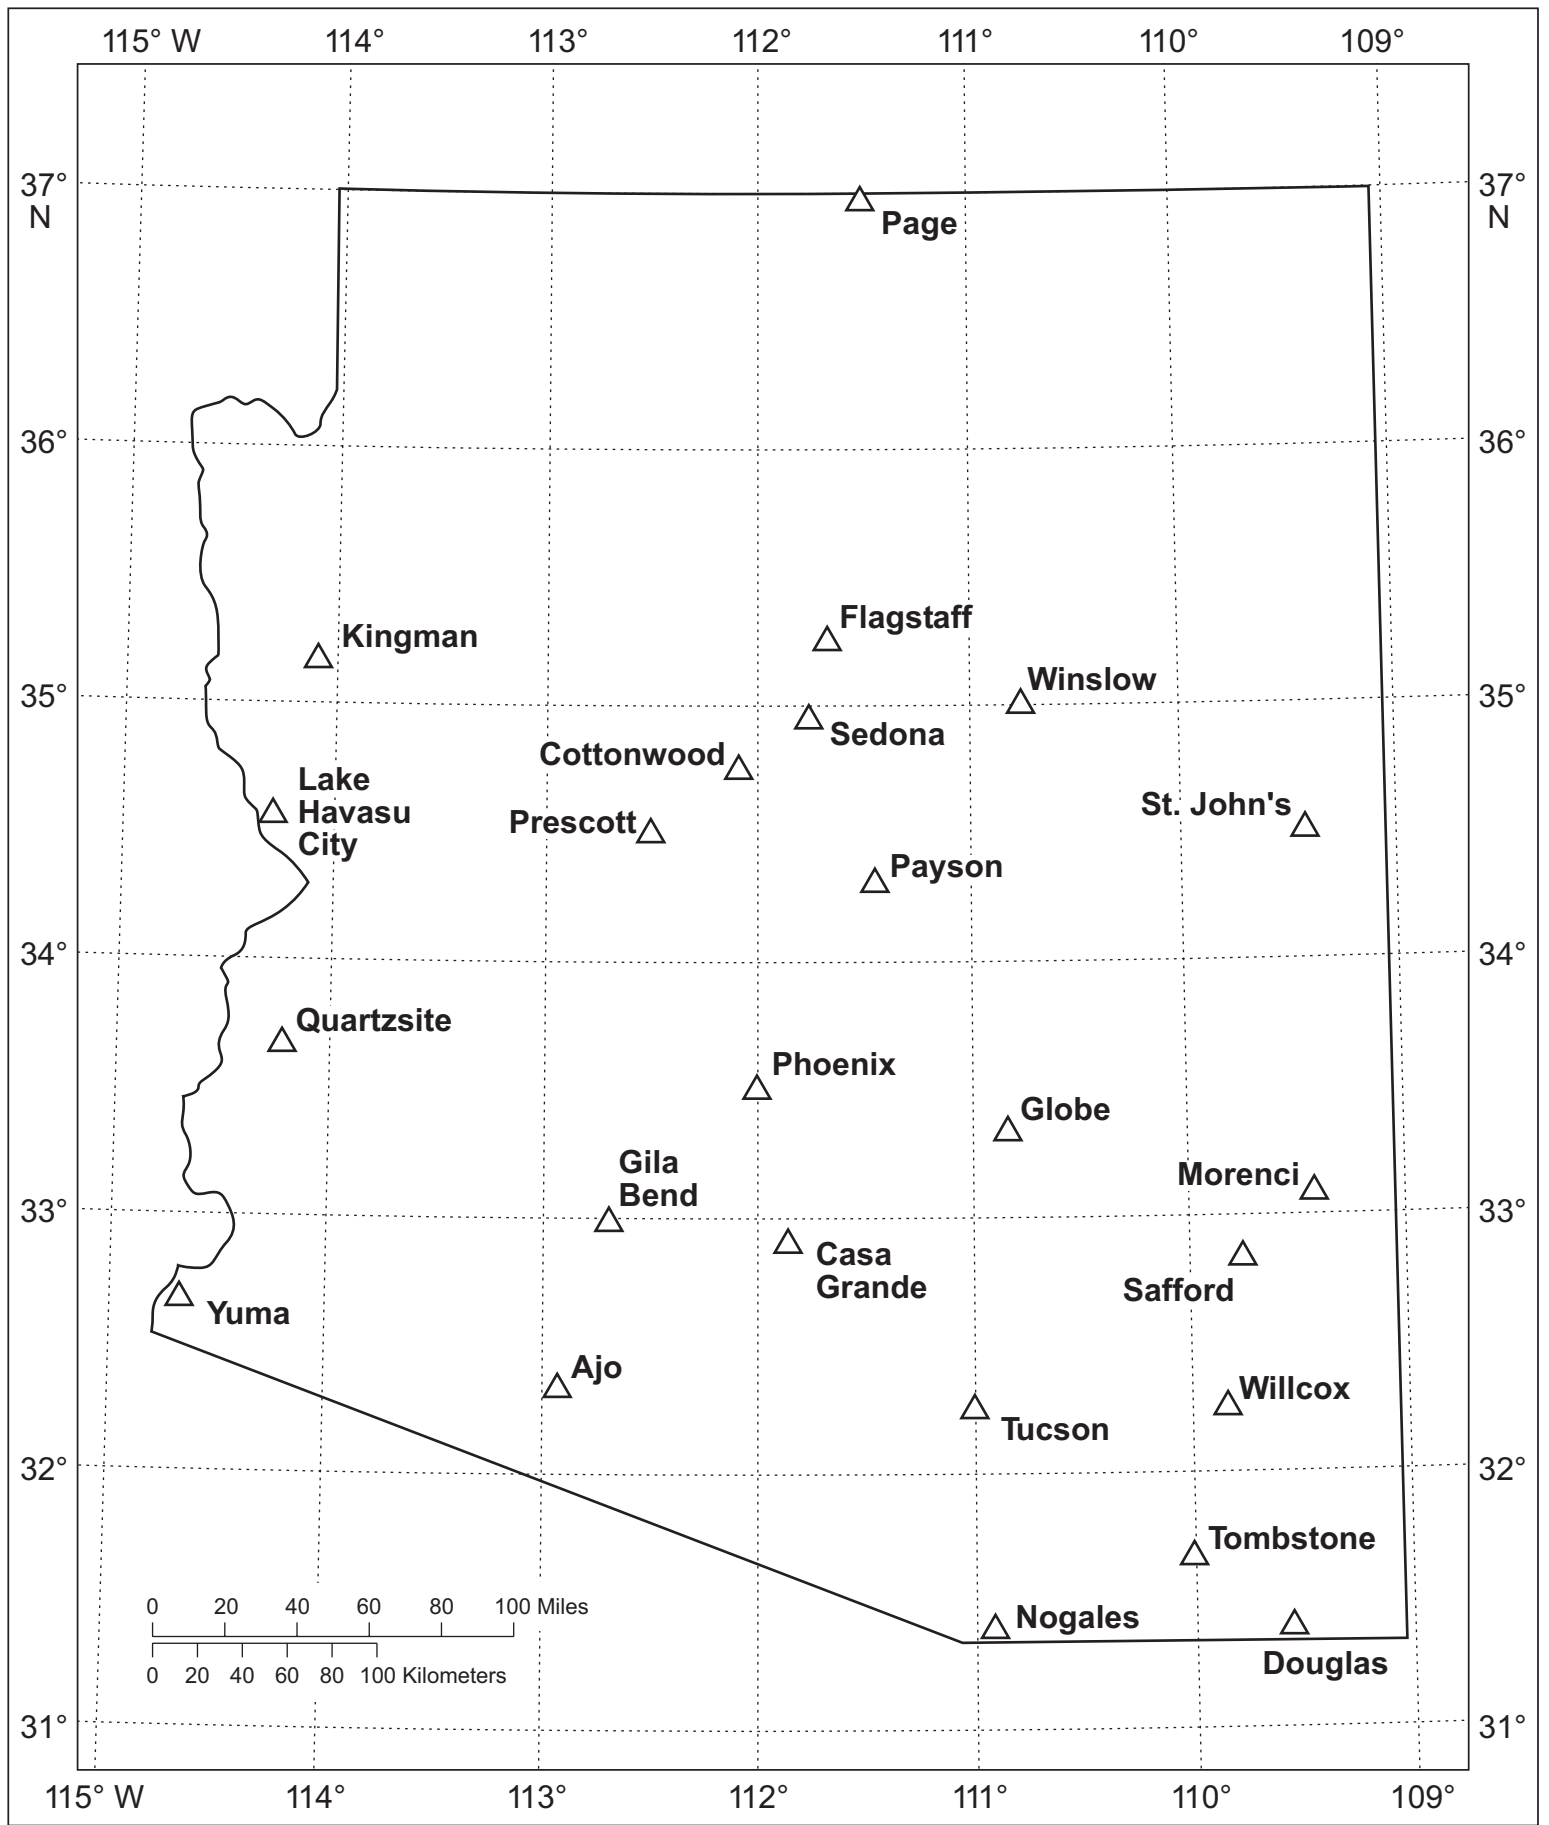 115° W 114° 113° 112° 111° 110° 109°
37° 37°
N N
Page
36° 36°
Flagstaff
Kingman
Winslow
35° 35°
Sedona
Cottonwood
Lake
Havasu
City
St. John's
Prescott
Payson
34° 34°
Quartzsite
Phoenix
Globe
Gila
Bend
Morenci
33° 33°
Casa
Grande
Safford
Yuma
Ajo
Willcox
Tucson
32° 32°
Tombstone
0 20 40 60 80 100 Miles
Nogales
Douglas
0 20 40 60 80 100 Kilometers
31° 31°
115° W 114° 113° 112° 111° 110° 109°